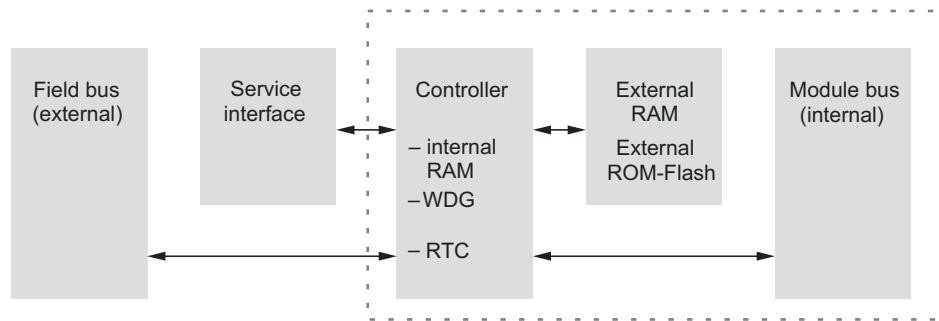 Field bus
(external)
Service
interface
Controller
– internal
RAM
–WDG
– RTC
External
RAM
External
ROM-Flash
Module bus
(internal)